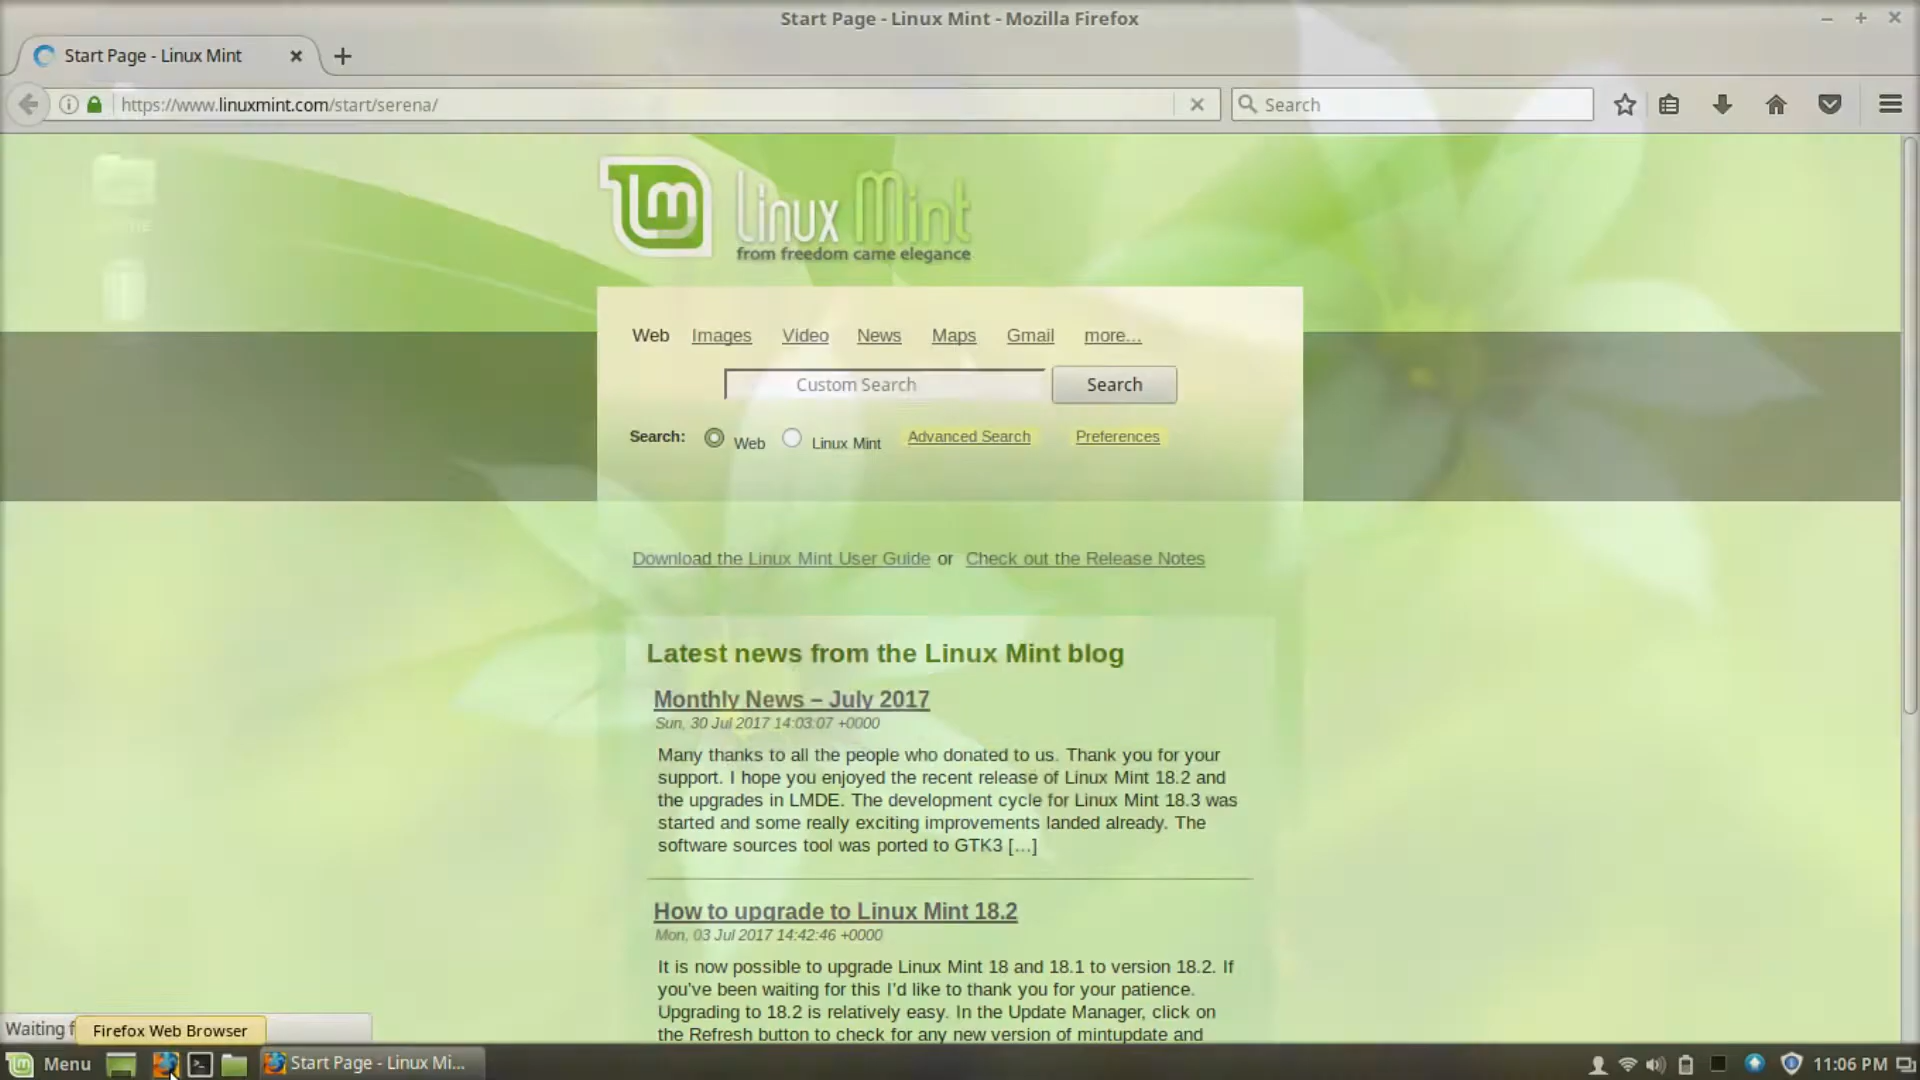 Start Page - Linux Mint - Mozilla Firefox
Start Page - Linux Mint
https://www.linuxmint.com/start/serena/
Search
Linux Mint
from freedom came elegance
Web Images Video News Maps Gmail more...
Custom Search Search
Search: Web Linux Mint Advanced Search Preferences
Download the Linux Mint User Guide or Check out the Release Notes
Latest news from the Linux Mint blog
Monthly News – July 2017
Sun, 30 Jul 2017 14:03:07 +0000
Many thanks to all the people who donated to us. Thank you for your
support. I hope you enjoyed the recent release of Linux Mint 18.2 and
the upgrades in LMDE. The development cycle for Linux Mint 18.3 was
started and some really exciting improvements landed already. The
software sources tool was ported to GTK3 […]
How to upgrade to Linux Mint 18.2
Mon, 03 Jul 2017 14:42:46 +0000
It is now possible to upgrade Linux Mint 18 and 18.1 to version 18.2. If
you've been waiting for this I'd like to thank you for your patience.
Upgrading to 18.2 is relatively easy. In the Update Manager, click on
the Refresh button to check for any new version of mintupdate and
Waiting f
Firefox Web Browser
Menu
Start Page - Linux Mi...
11:06 PM